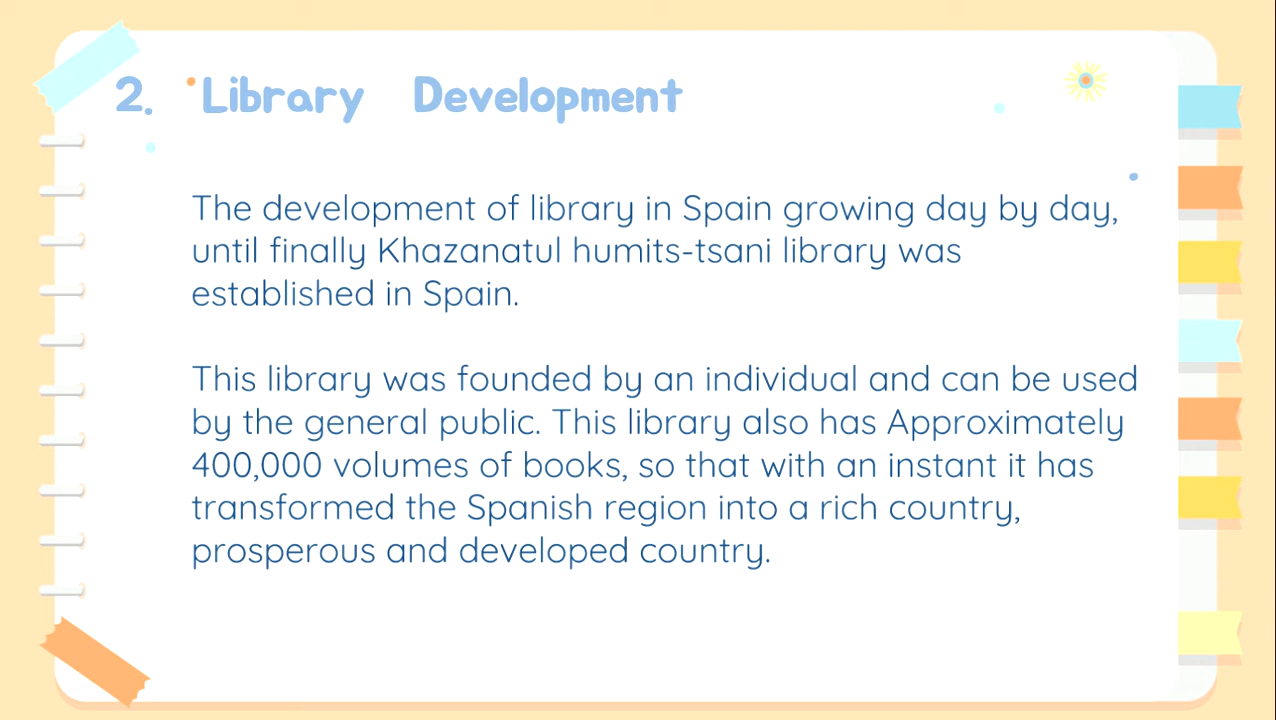 2. Library Development
The development of library in Spain growing day by day,
until finally Khazanatul humits-tsani library was
established in Spain.
This library was founded by an individual and can be used
by the general public. This library also has Approximately
400,000 volumes of books, so that with an instant it has
transformed the Spanish region into a rich country,
prosperous and developed country.